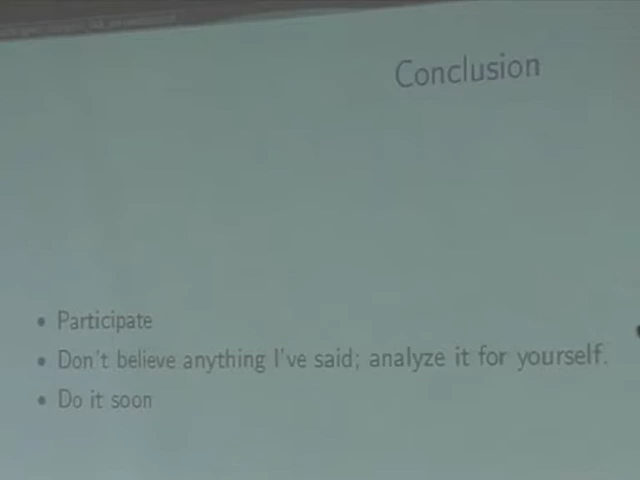 Conclusion
• Participate
• Don't believe anything I've said; analyze it for yourself.
• Do it soon